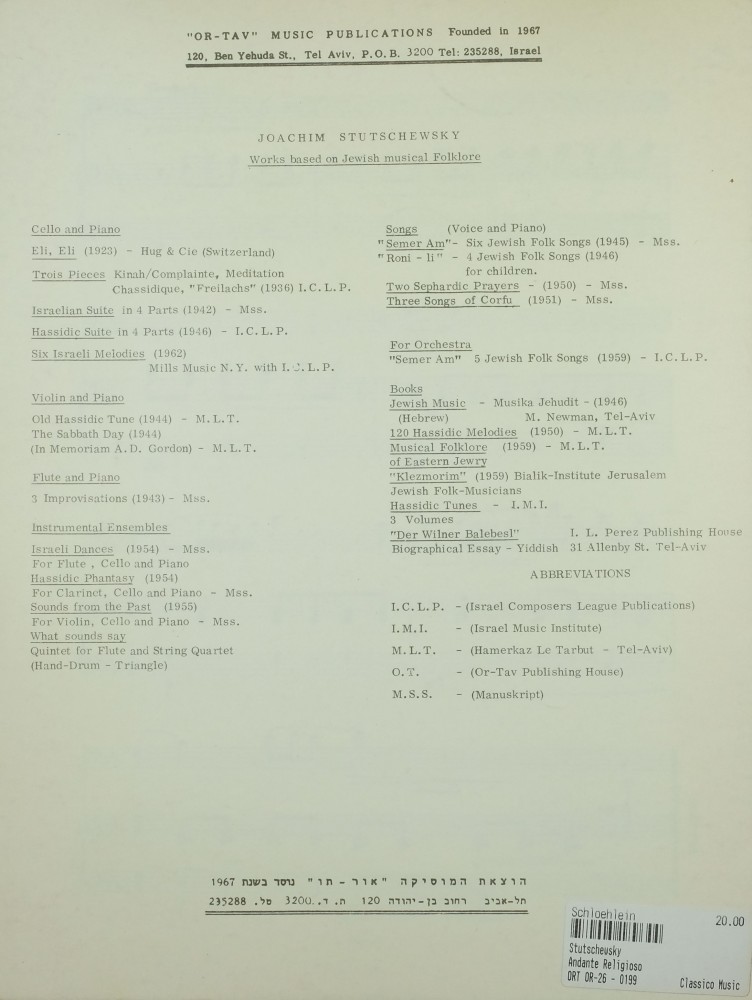 "OR-TAV" MUSIC PUBLICATIONS Founded in 1967
120, Ben Yehuda St., Tel Aviv, P.O.B. 3200 Tel: 235288, Israel
JOACHIM STUTSCHEWSKY
Works based on Jewish musical Folklore
Cello and Piano
Eli, Eli (1923) - Hug & Cie (Switzerland)
Trois Pieces Kinah/Complainte, Meditation
Chassidique, "Freilachs" (1936) I.C.L.P.
Israelian Suite in 4 Parts (1942) - Mss.
Hassidic Suite in 4 Parts (1946) - I.C.L.P.
Six Israeli Melodies (1962)
Mills Music N.Y. with I.C.L.P.
Violin and Piano
Old Hassidic Tune (1944) - M.L.T.
The Sabbath Day (1944)
(In Memoriam A.D. Gordon) - M.L.T.
Flute and Piano
3 Improvisations (1943) - Mss.
Instrumental Ensembles
Israeli Dances (1954) - Mss.
For Flute , Cello and Piano
Hassidic Phantasy (1954)
For Clarinet, Cello and Piano - Mss.
Sounds from the Past (1955)
For Violin, Cello and Piano - Mss.
What sounds say
Quintet for Flute and String Quartet
(Hand-Drum - Triangle)
Songs (Voice and Piano)
"Semer Am"- Six Jewish Folk Songs (1945) - Mss.
"Roni - li" - 4 Jewish Folk Songs (1946)
for children.
Two Sephardic Prayers - (1950) - Mss.
Three Songs of Corfu (1951) - Mss.
For Orchestra
"Semer Am" 5 Jewish Folk Songs (1959) - I.C.L.P.
Books
Jewish Music - Musika Jehudit - (1946)
(Hebrew) M. Newman, Tel-Aviv
120 Hassidic Melodies (1950) - M.L.T.
Musical Folklore (1959) - M.L.T.
of Eastern Jewry
"Klezmorim" (1959) Bialik-Institute Jerusalem
Jewish Folk-Musicians
Hassidic Tunes - I.M.I.
3 Volumes
"Der Wilner Balebesl" I. L. Perez Publishing House
Biographical Essay - Yiddish 31 Allenby St. Tel-Aviv
ABBREVIATIONS
I.C.L.P. - (Israel Composers League Publications)
I.M.I. - (Israel Music Institute)
M.L.T. - (Hamerkaz Le Tarbut - Tel-Aviv)
O.T. - (Or-Tav Publishing House)
M.S.S. - (Manuskript)
הוצאת המוסיקה "אור - תו" נוסד בשנת 1967
תל-אביב רחוב בן-יהודה 120 ת. ד. 3200. טל. 235288
Schloehlein 20.00
Stutschevsky
Andante Religioso
ORT OR-26 - 0199 Classico Music